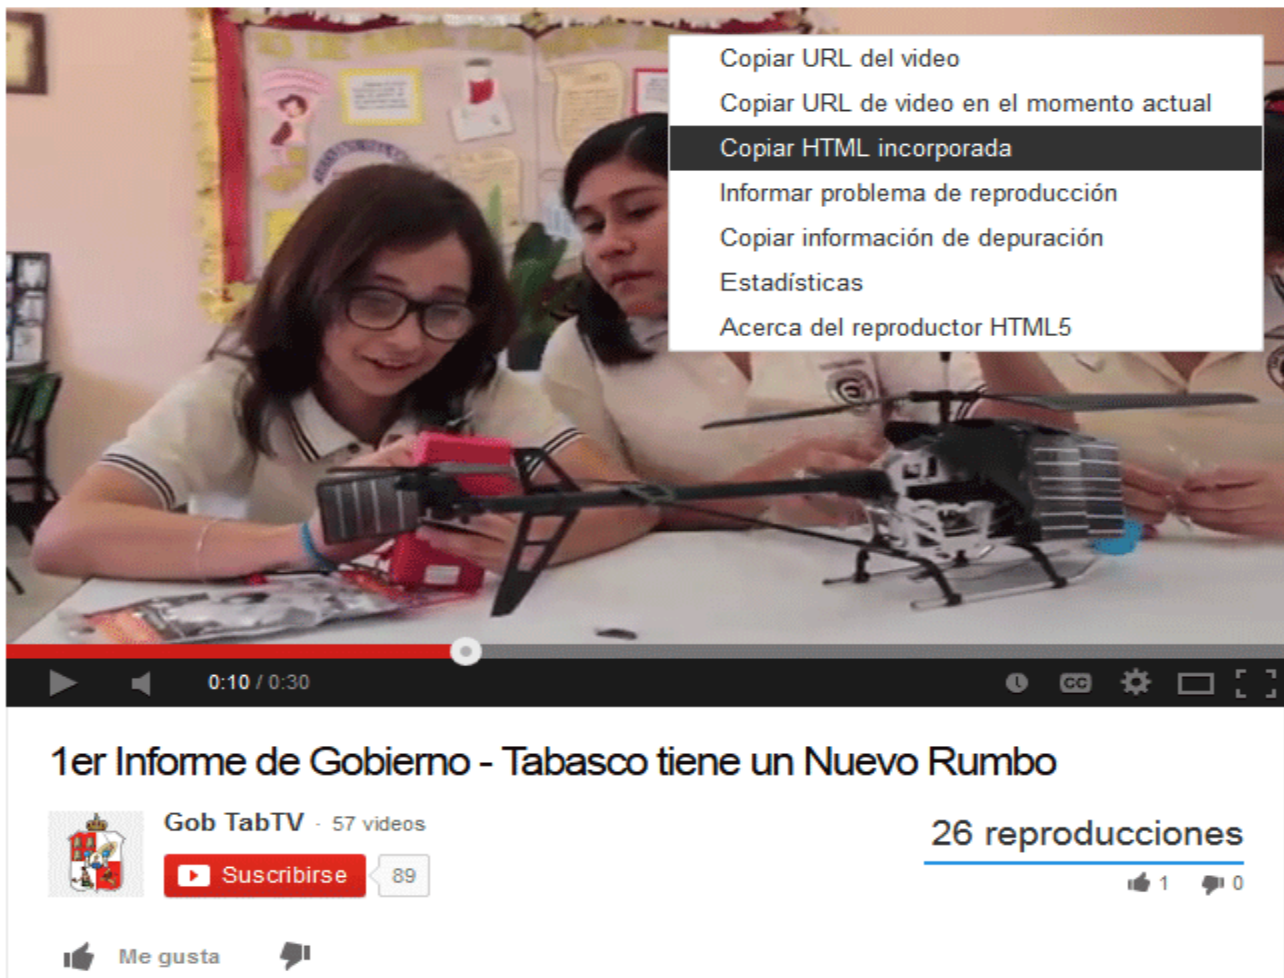 Copiar URL del video
Copiar URL de video en el momento actual
Copiar HTML incorporada
Informar problema de reproducción
Copiar información de depuración
Estadísticas
Acerca del reproductor HTML5
0:10 / 0:30
CC
1er Informe de Gobierno - Tabasco tiene un Nuevo Rumbo
Gob TabTV · 57 videos
26 reproducciones
Suscribirse 89
1 0
Me gusta